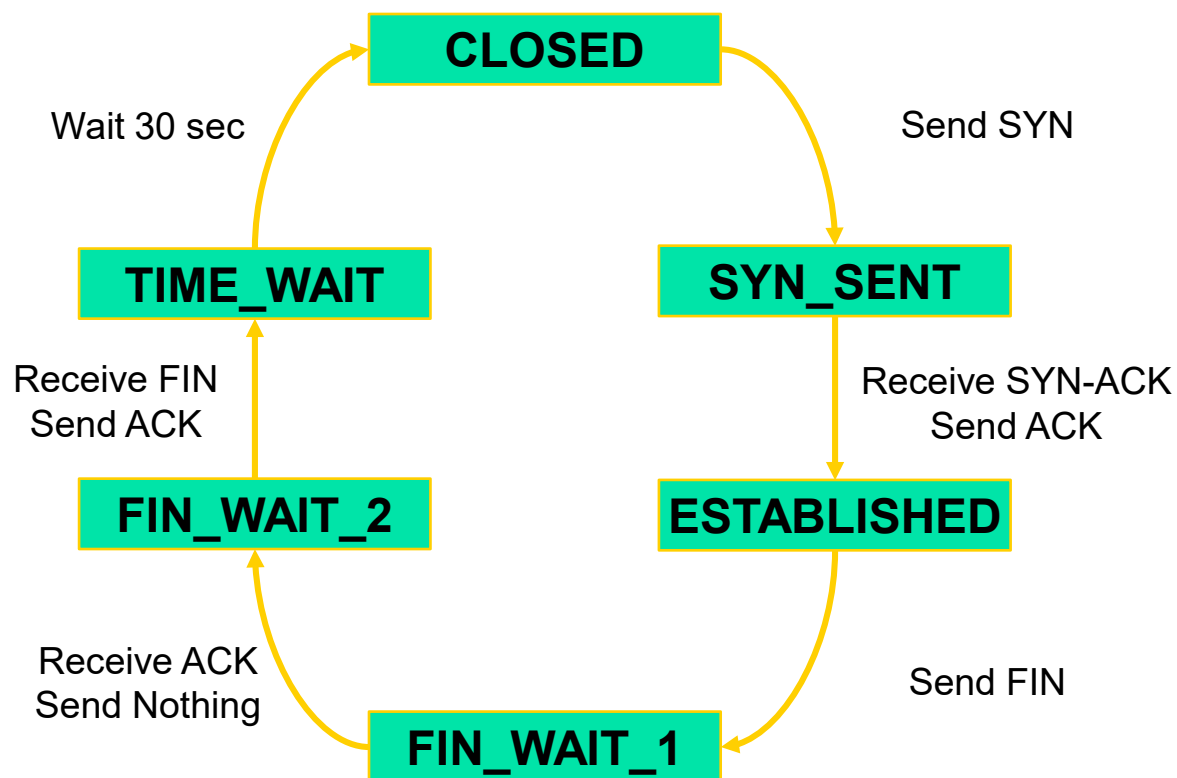 CLOSED
Wait 30 sec
Send SYN
TIME_WAIT
SYN_SENT
Receive FIN
Send ACK
Receive SYN-ACK
Send ACK
FIN_WAIT_2
ESTABLISHED
Receive ACK
Send Nothing
Send FIN
FIN_WAIT_1